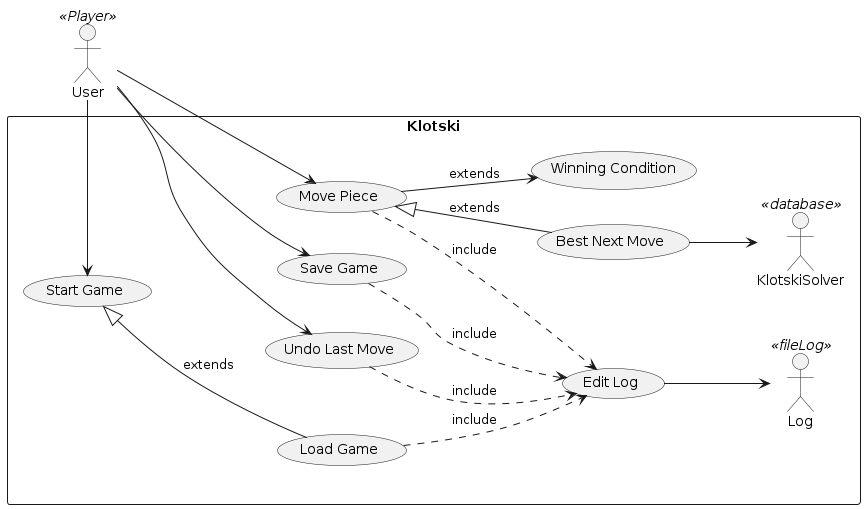 «Player»
User
Klotski
Winning Condition
extends
Move Piece
extends
«database»
Best Next Move
include
Save Game
KlotskiSolver
Start Game
include
Undo Last Move
«fileLog»
extends
Edit Log
include
include
Log
Load Game